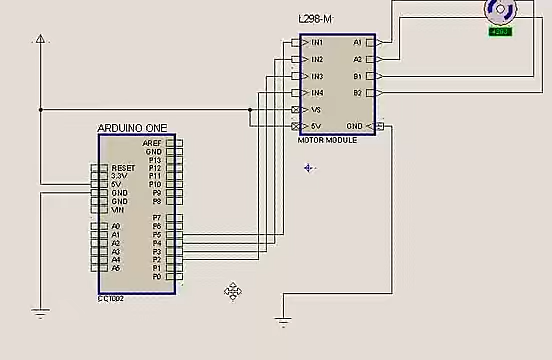 L298-M
IN1 A1
IN2 A2
IN3 B1
IN4 B2
VS
5V GND
MOTOR MODULE
ARDUINO ONE
AREF
GND
P13
RESET P12
3.3V P11
5V P10
GND P9
GND P8
VIN
P7
A0 P6
A1 P5
A2 P4
A3 P3
A4 P2
A5 P1
P0